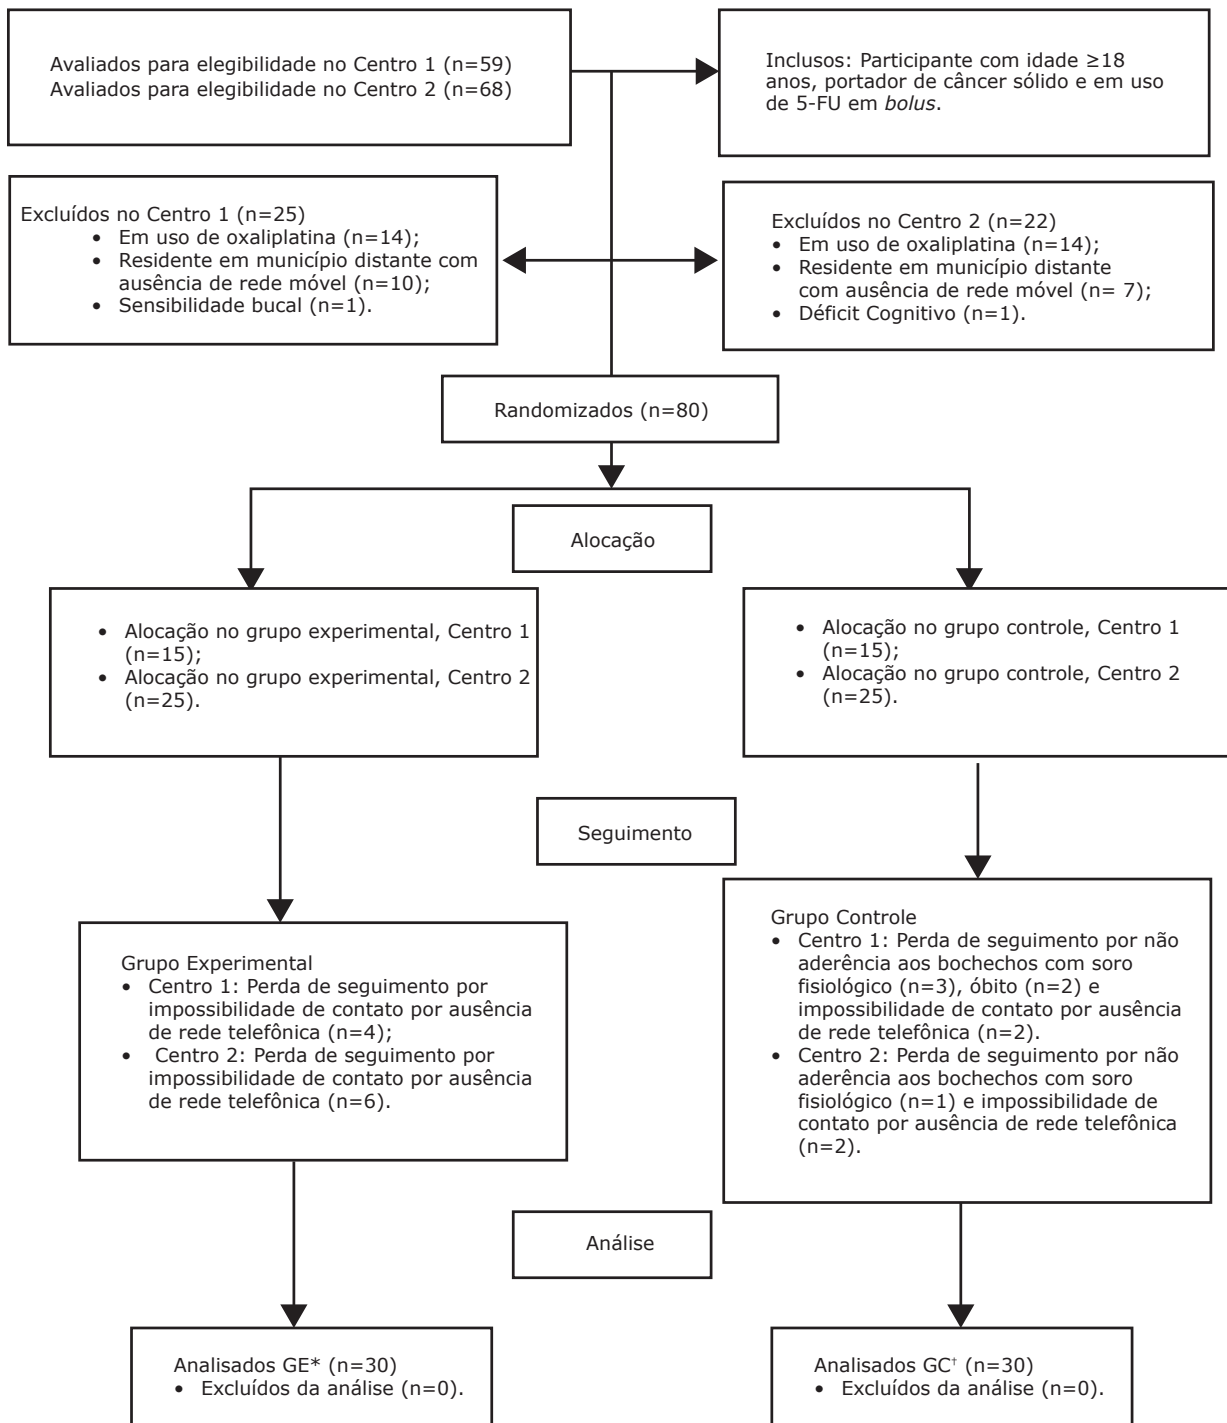 Avaliados para elegibilidade no Centro 1 (n=59)
Avaliados para elegibilidade no Centro 2 (n=68)
Inclusos: Participante com idade ≥18
anos, portador de câncer sólido e em uso
de 5-FU em bolus.
Excluídos no Centro 1 (n=25)
• Em uso de oxaliplatina (n=14);
• Residente em município distante com
ausência de rede móvel (n=10);
• Sensibilidade bucal (n=1).
Excluídos no Centro 2 (n=22)
• Em uso de oxaliplatina (n=14);
• Residente em município distante
com ausência de rede móvel (n= 7);
• Déficit Cognitivo (n=1).
Randomizados (n=80)
Alocação
• Alocação no grupo experimental, Centro 1
(n=15);
• Alocação no grupo experimental, Centro 2
(n=25).
• Alocação no grupo controle, Centro 1
(n=15);
• Alocação no grupo controle, Centro 2
(n=25).
Seguimento
Grupo Experimental
• Centro 1: Perda de seguimento por
impossibilidade de contato por ausência
de rede telefônica (n=4);
• Centro 2: Perda de seguimento por
impossibilidade de contato por ausência
de rede telefônica (n=6).
Grupo Controle
• Centro 1: Perda de seguimento por não
aderência aos bochechos com soro
fisiológico (n=3), óbito (n=2) e
impossibilidade de contato por ausência
de rede telefônica (n=2).
• Centro 2: Perda de seguimento por não
aderência aos bochechos com soro
fisiológico (n=1) e impossibilidade de
contato por ausência de rede telefônica
(n=2).
Análise
Analisados GE* (n=30)
• Excluídos da análise (n=0).
Analisados GC† (n=30)
• Excluídos da análise (n=0).